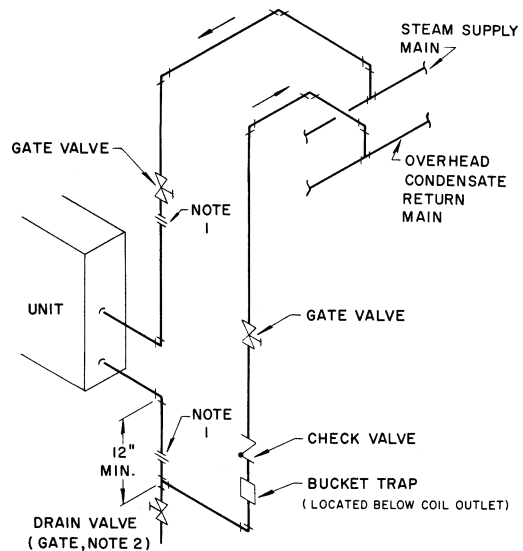 STEAM SUPPLY
MAIN
GATE VALVE
NOTE
1
OVERHEAD
CONDENSATE
RETURN
MAIN
UNIT
GATE VALVE
NOTE
1
12"
MIN.
CHECK VALVE
BUCKET TRAP
(LOCATED BELOW COIL OUTLET)
DRAIN VALVE
(GATE, NOTE 2)